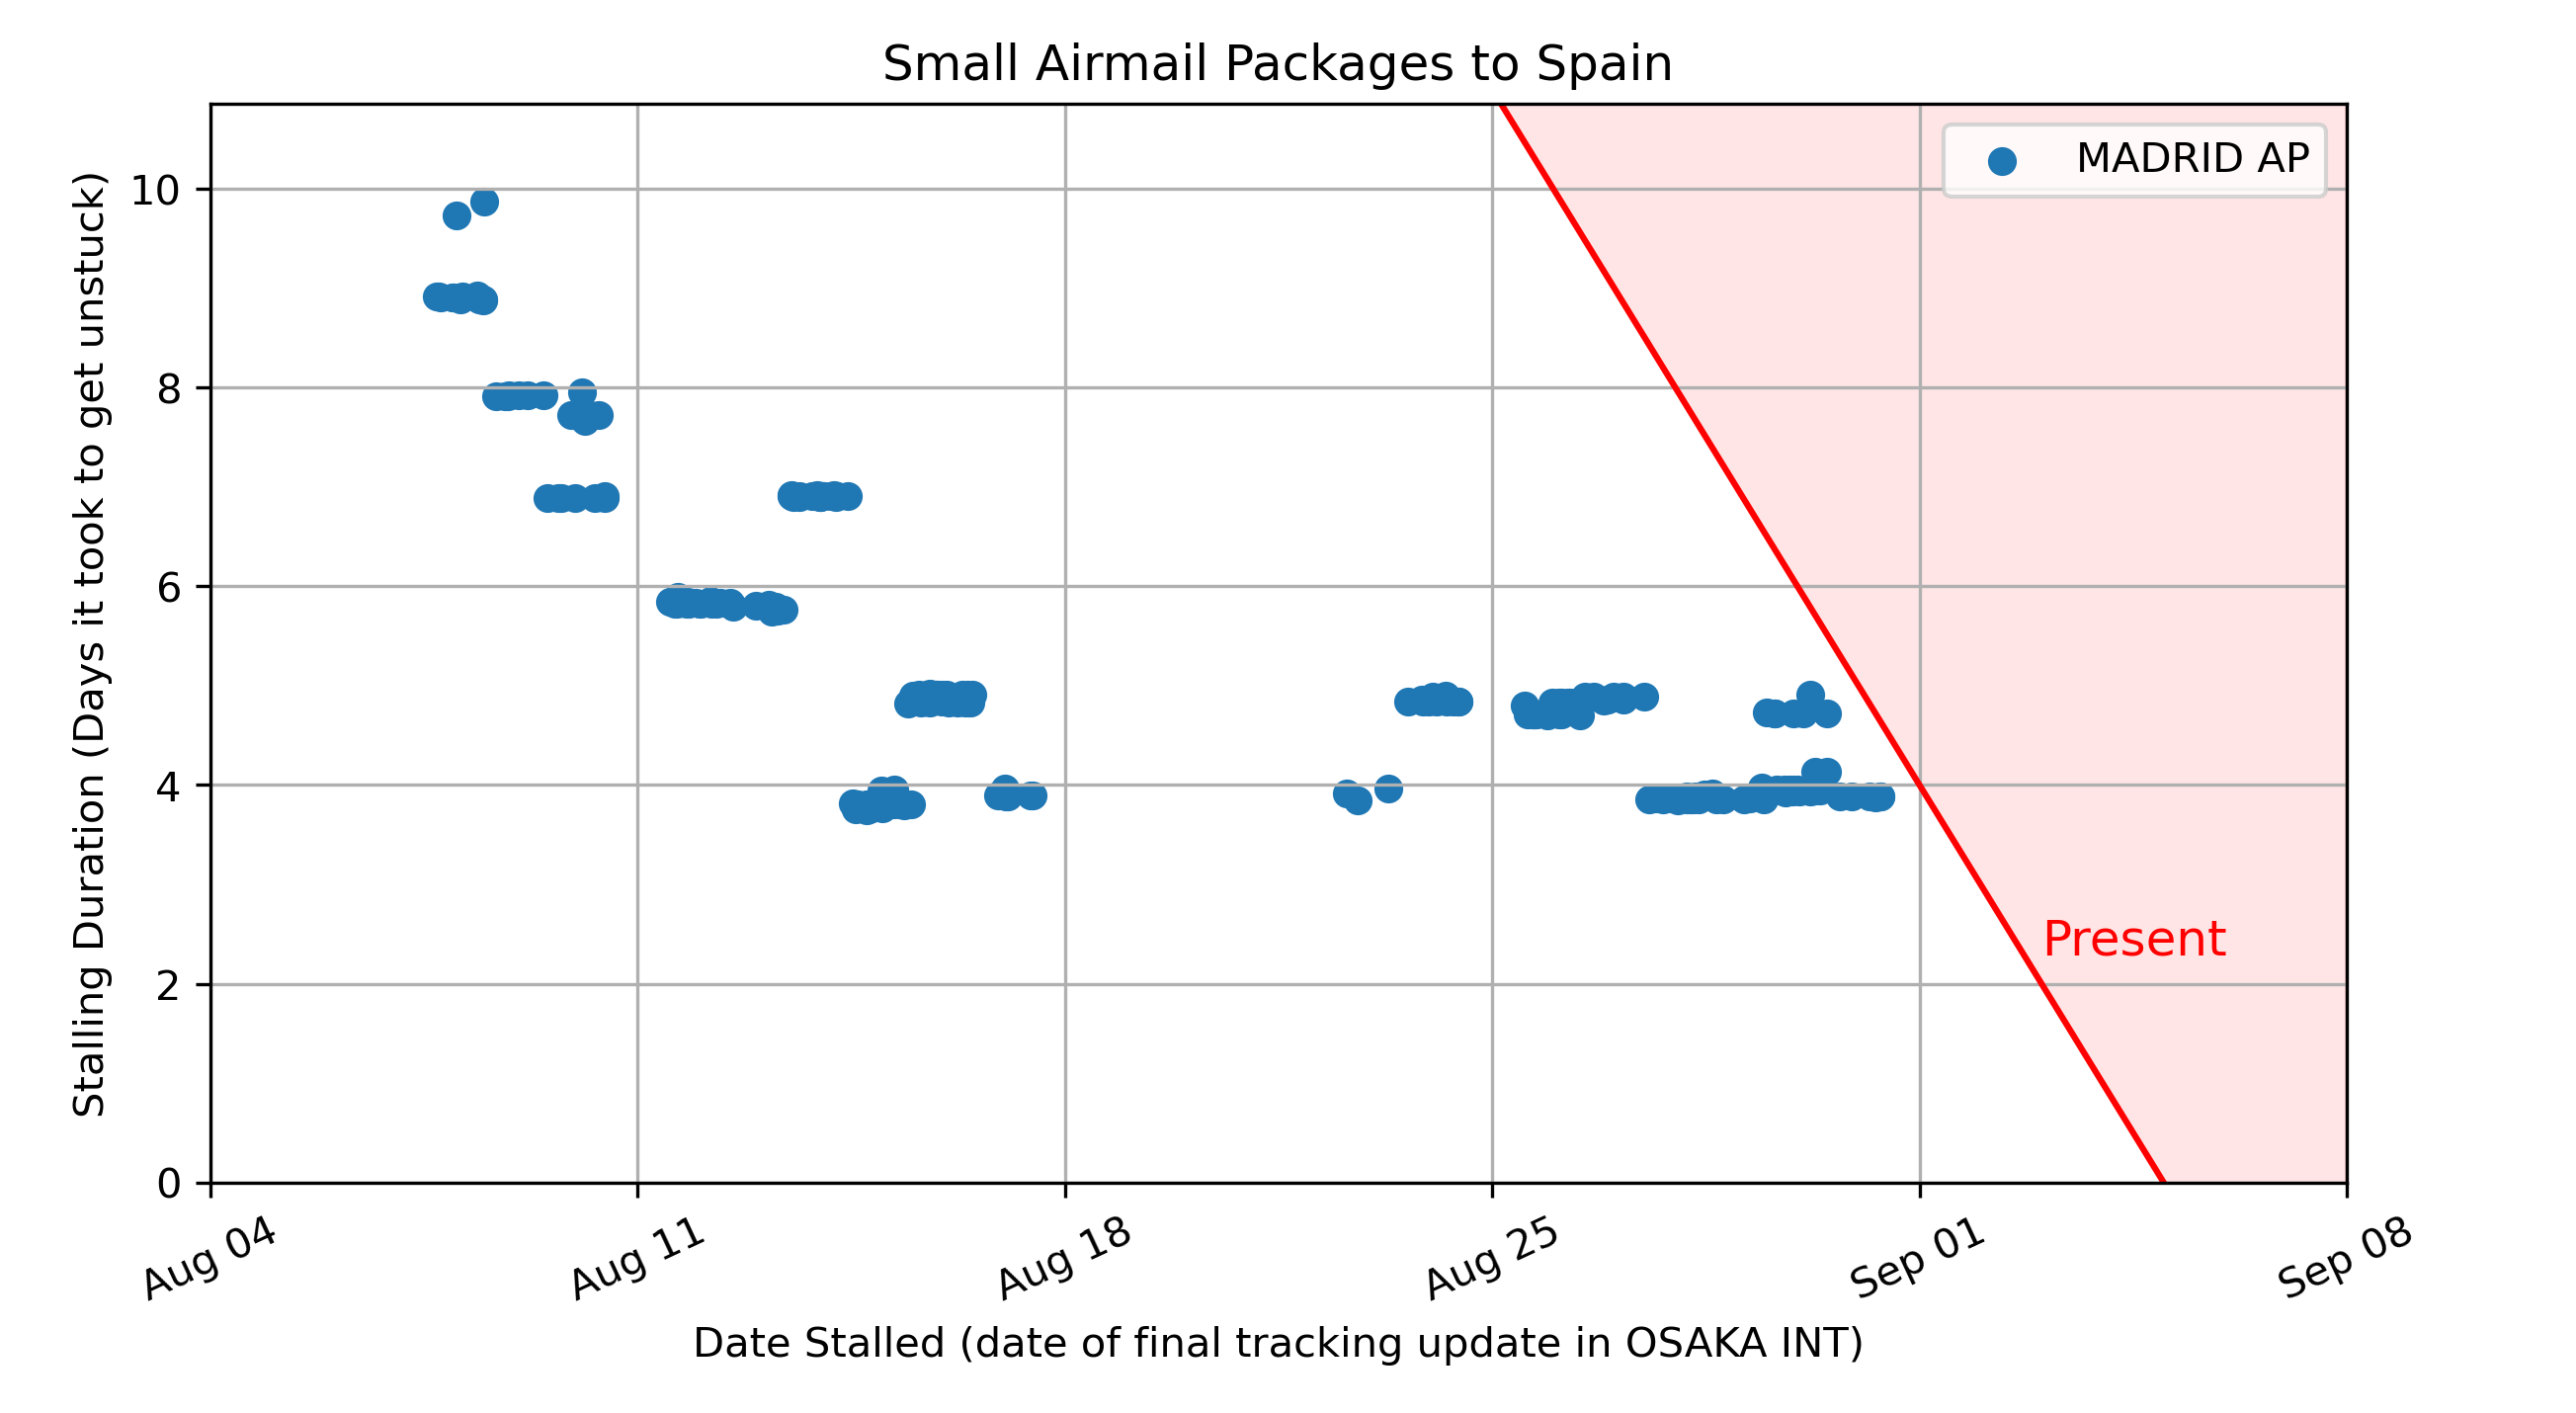 Small Airmail Packages to Spain
MADRID AP
Stalling Duration (Days it took to get unstuck)
10
8
6
4
2
0
Present
Aug 04
Aug 11
Aug 18
Aug 25
Sep 01
Sep 08
Date Stalled (date of final tracking update in OSAKA INT)